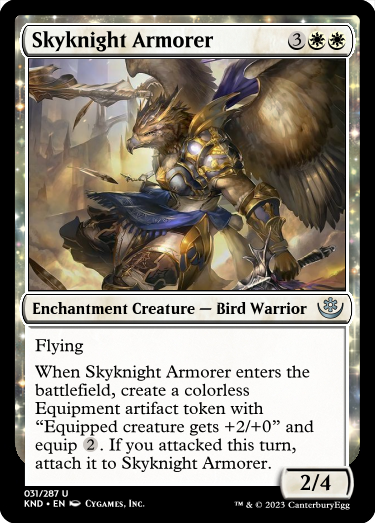 Skyknight Armorer 3
Enchantment Creature — Bird Warrior
Flying
When Skyknight Armorer enters the
battlefield, create a colorless
Equipment artifact token with
“Equipped creature gets +2/+0” and
equip 2. If you attacked this turn,
attach it to Skyknight Armorer.
2/4
031/287 U
KND • EN Cygames, Inc.
™ & © 2023 CanterburyEgg